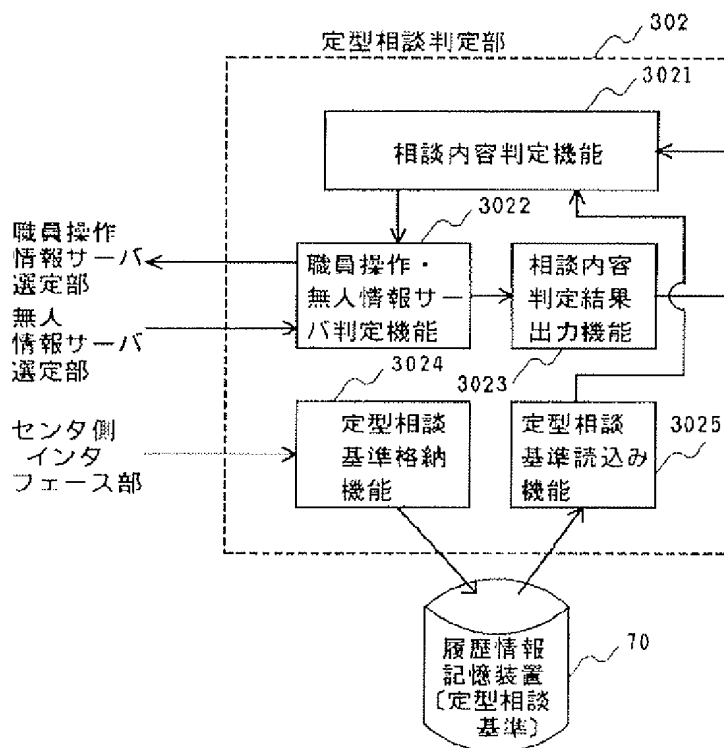 定型相談判定部
302
3021
相談内容判定機能
職員操作
情報サーバ
選定部
無人
情報サーバ
選定部
3022
職員操作・
無人情報サー
バ判定機能
相談内容
判定結果
出力機能
3023
3024
センタ側
インタ
フェース部
定型相談
基準格納
機能
定型相談
基準読込み
機能
3025
履歴情報
記憶装置
〔定型相談
基準〕
70